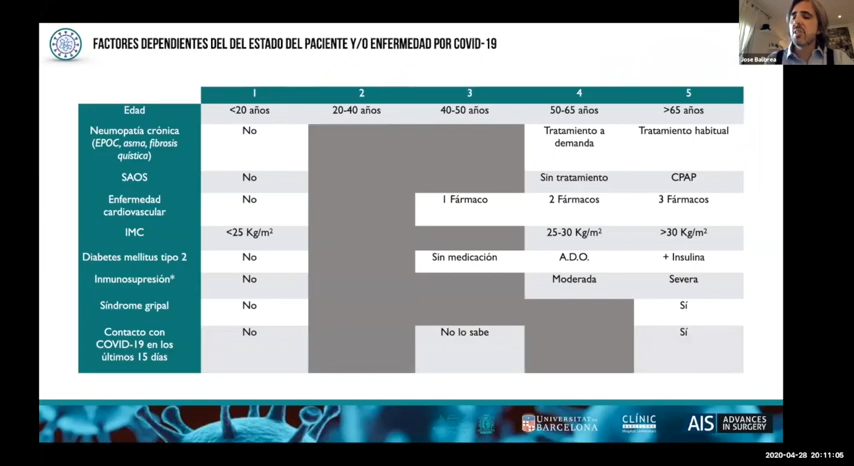 FACTORES DEPENDIENTES DEL DEL ESTADO DEL PACIENTE Y/O ENFERMEDAD POR COVID-19
Jose Balibrea
1 2 3 4 5
Edad <20 años 20-40 años 40-50 años 50-65 años >65 años
Neumopatía crónica No Tratamiento a Tratamiento habitual
(EPOC, asma, fibrosis demanda
quística)
SAOS No Sin tratamiento CPAP
Enfermedad No 1 Fármaco 2 Fármacos 3 Fármacos
cardiovascular
IMC <25 Kg/m² 25-30 Kg/m² >30 Kg/m²
Diabetes mellitus tipo 2 No Sin medicación A.D.O. + Insulina
Inmunosupresión* No Moderada Severa
Síndrome gripal No Sí
Contacto con No No lo sabe Sí
COVID-19 en los
últimos 15 días
UNIVERSITAT DE
BARCELONA
CLÍNIC
BARCELONA
AIS ADVANCES
IN SURGERY
2020-04-28 20:11:05